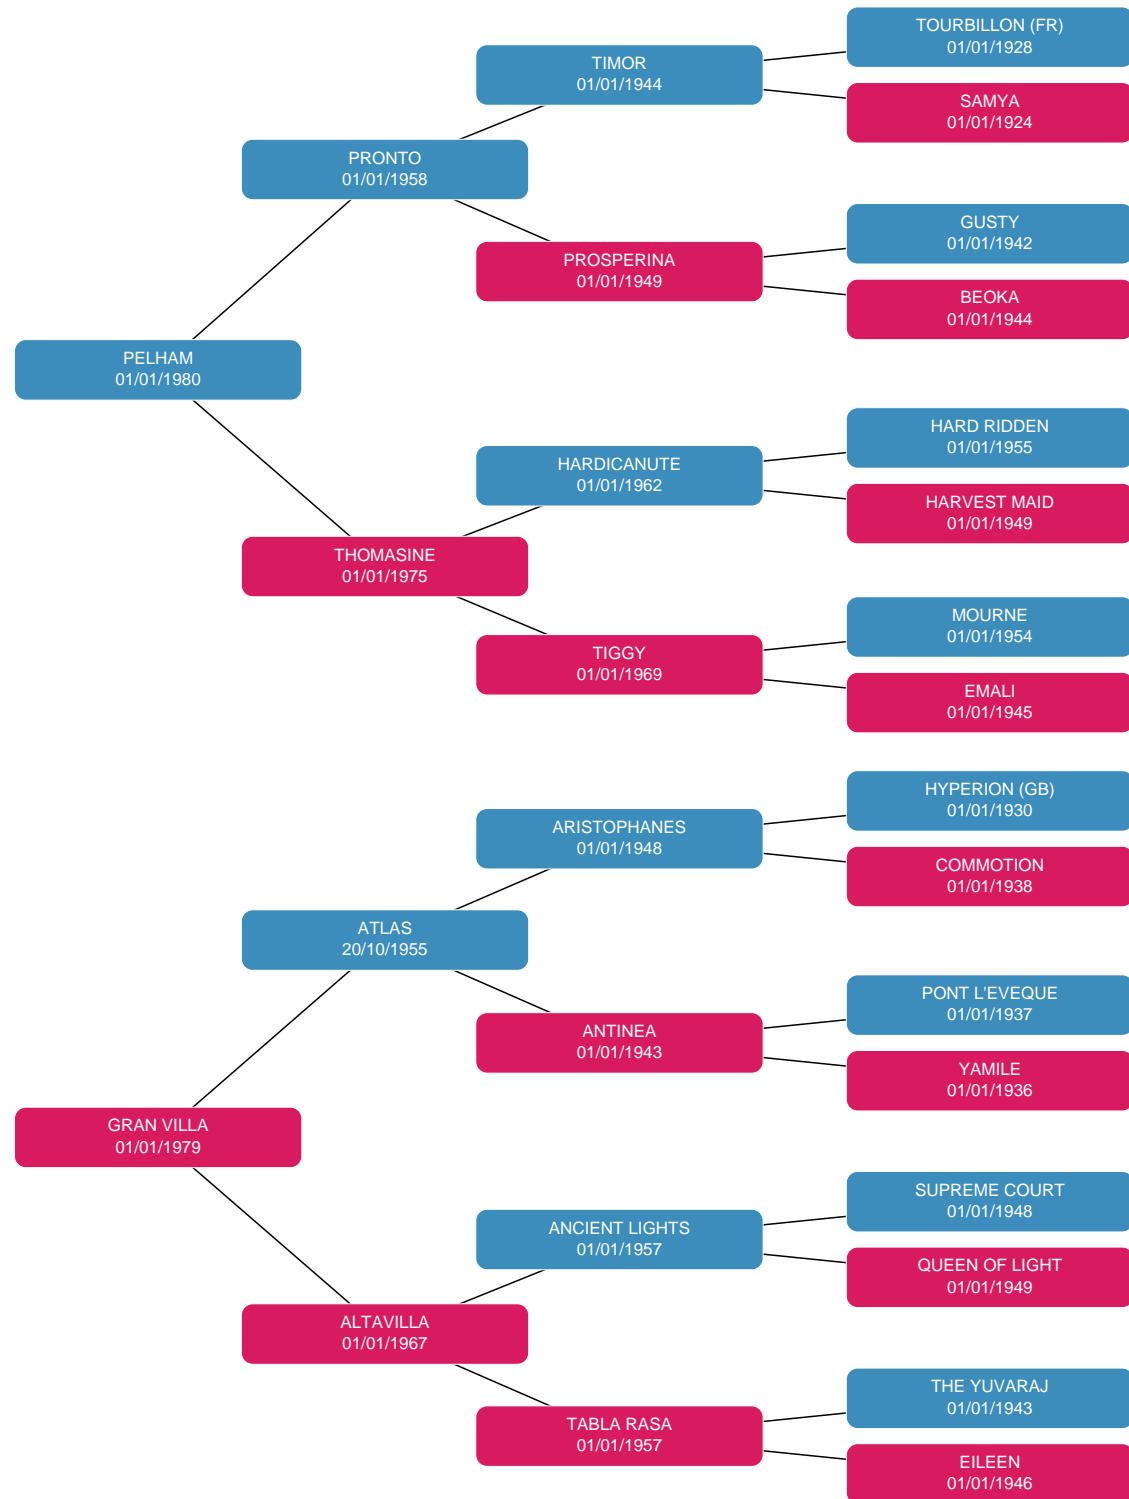 TOURBILLON (FR)
01/01/1928
TIMOR
01/01/1944
SAMYA
01/01/1924
PRONTO
01/01/1958
GUSTY
01/01/1942
PROSPERINA
01/01/1949
BEOKA
01/01/1944
PELHAM
01/01/1980
HARD RIDDEN
01/01/1955
HARDICANUTE
01/01/1962
HARVEST MAID
01/01/1949
THOMASINE
01/01/1975
MOURNE
01/01/1954
TIGGY
01/01/1969
EMALI
01/01/1945
HYPERION (GB)
01/01/1930
ARISTOPHANES
01/01/1948
COMMOTION
01/01/1938
ATLAS
20/10/1955
PONT L'EVEQUE
01/01/1937
ANTINEA
01/01/1943
YAMILE
01/01/1936
GRAN VILLA
01/01/1979
SUPREME COURT
01/01/1948
ANCIENT LIGHTS
01/01/1957
QUEEN OF LIGHT
01/01/1949
ALTAVILLA
01/01/1967
THE YUVARAJ
01/01/1943
TABLA RASA
01/01/1957
EILEEN
01/01/1946